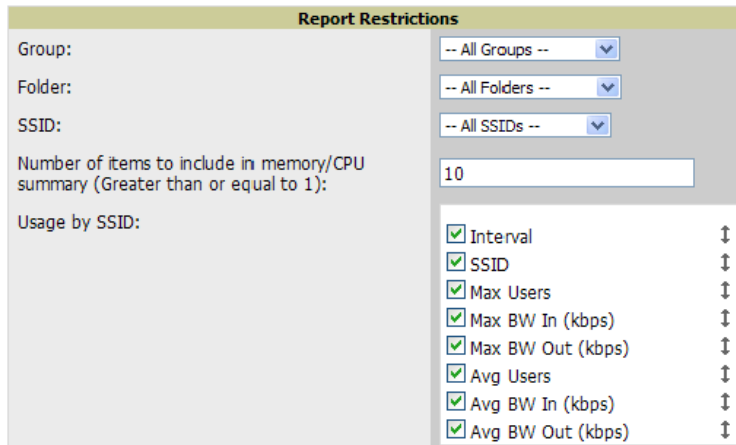 Report Restrictions
Group:
-- All Groups --
Folder:
-- All Folders --
SSID:
-- All SSIDs --
Number of items to include in memory/CPU
summary (Greater than or equal to 1):
10
Usage by SSID:
Interval
SSID
Max Users
Max BW In (kbps)
Max BW Out (kbps)
Avg Users
Avg BW In (kbps)
Avg BW Out (kbps)